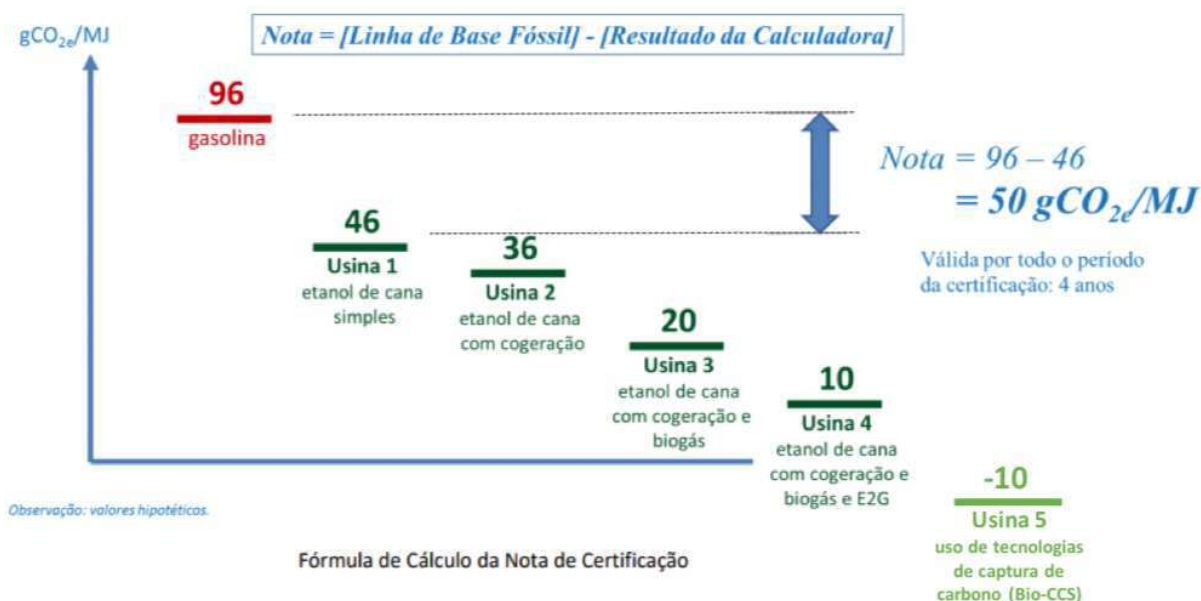 gCO2e/MJ
Nota = [Linha de Base Fóssil] - [Resultado da Calculadora]
96
gasolina
Nota = 96 – 46
= 50 gCO2e/MJ
Válida por todo o período
da certificação: 4 anos
46
Usina 1
etanol de cana
simples
36
Usina 2
etanol de cana
com cogeração
20
Usina 3
etanol de cana
com cogeração e
biogás
10
Usina 4
etanol de cana
com cogeração e
biogás e E2G
-10
Usina 5
uso de tecnologias
de captura de
carbono (Bio-CCS)
Observação: valores hipotéticos.
Fórmula de Cálculo da Nota de Certificação